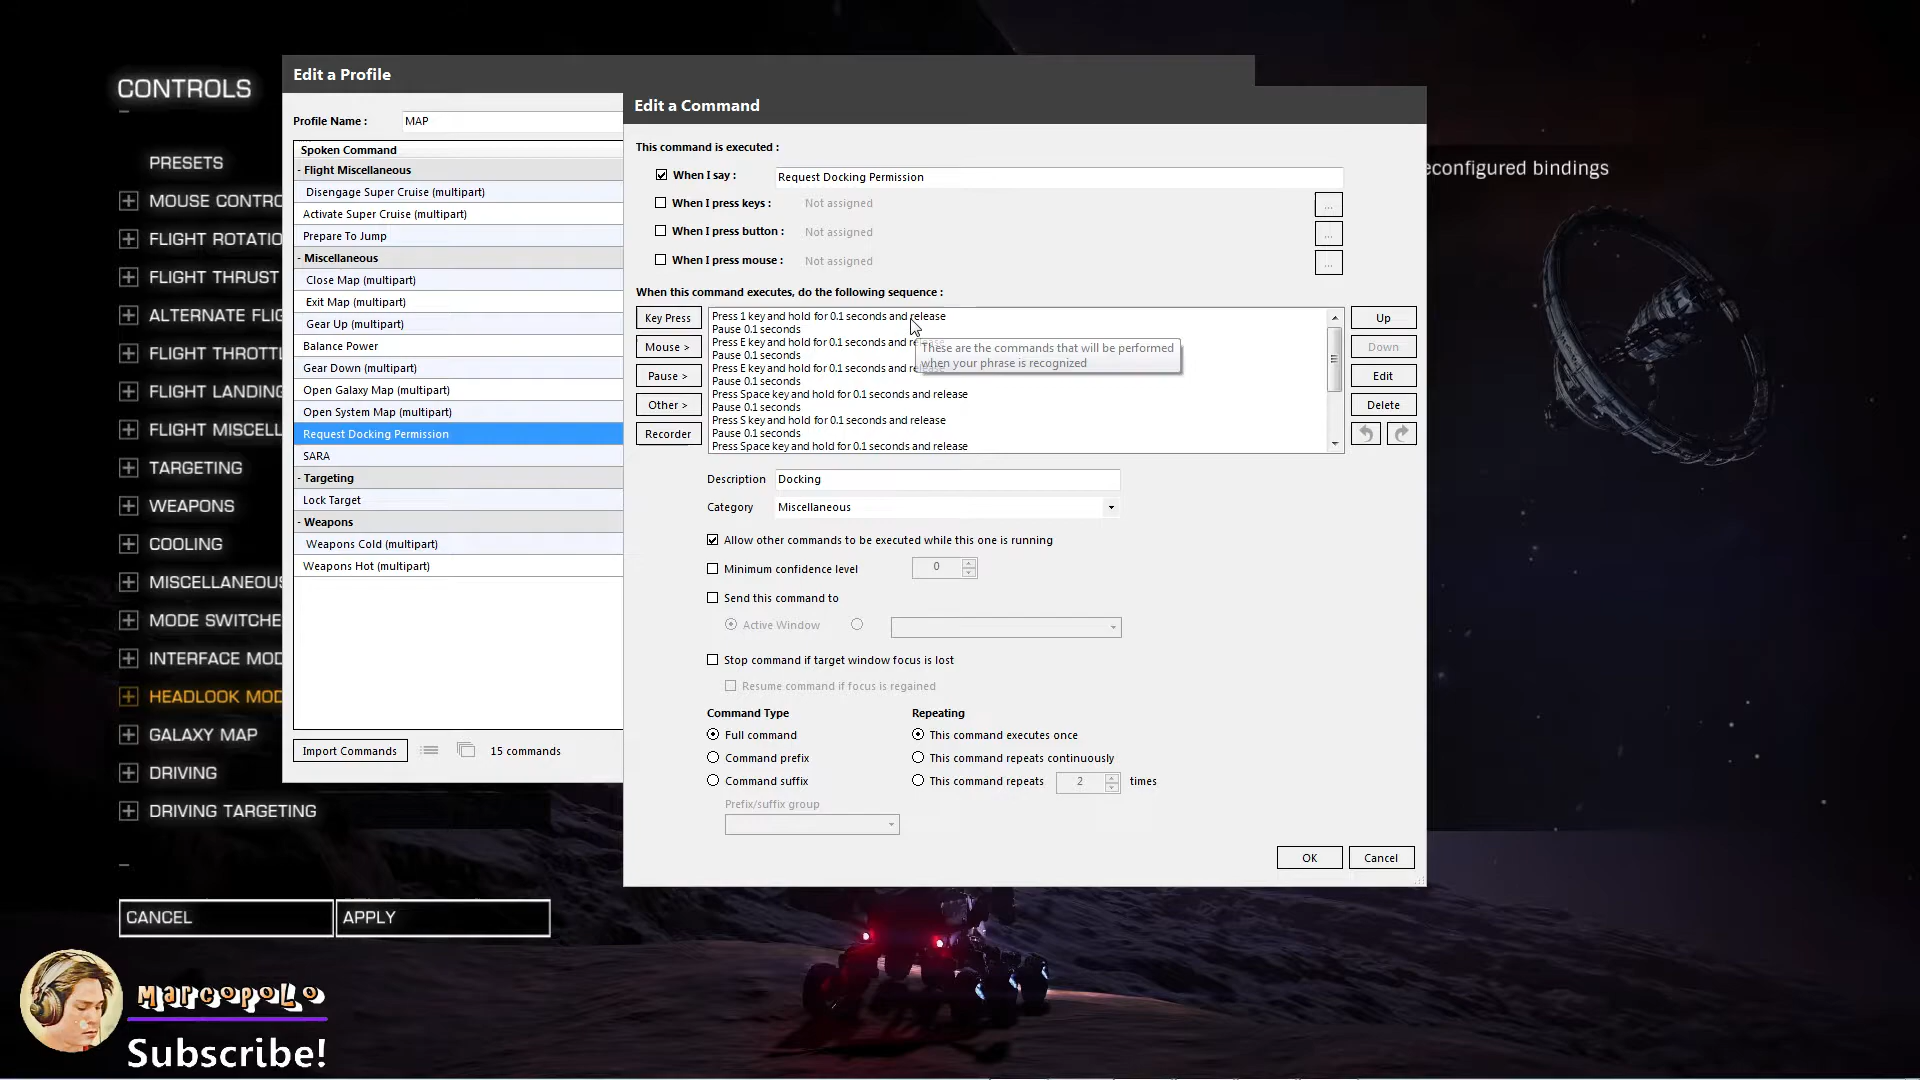 CONTROLS
PRESETS
MOUSE CONTRO
FLIGHT ROTATIO
FLIGHT THRUST
ALTERNATE FLIG
FLIGHT THROTTL
FLIGHT LANDING
FLIGHT MISCELL
TARGETING
WEAPONS
COOLING
MISCELLANEOUS
MODE SWITCHE
INTERFACE MOD
HEADLOOK MOD
GALAXY MAP
DRIVING
DRIVING TARGETING
CANCEL
APPLY
Edit a Profile
Profile Name :
MAP
Spoken Command
- Flight Miscellaneous
Disengage Super Cruise (multipart)
Activate Super Cruise (multipart)
Prepare To Jump
- Miscellaneous
Close Map (multipart)
Exit Map (multipart)
Gear Up (multipart)
Balance Power
Gear Down (multipart)
Open Galaxy Map (multipart)
Open System Map (multipart)
Request Docking Permission
SARA
- Targeting
Lock Target
- Weapons
Weapons Cold (multipart)
Weapons Hot (multipart)
Import Commands
15 commands
Edit a Command
This command is executed :
When I say :
Request Docking Permission
When I press keys :
Not assigned
...
When I press button :
Not assigned
...
When I press mouse :
Not assigned
...
When this command executes, do the following sequence :
Key Press
Mouse >
Pause >
Other >
Recorder
Press 1 key and hold for 0.1 seconds and release
Pause 0.1 seconds
Press E key and hold for 0.1 seconds and release
Pause 0.1 seconds
Press E key and hold for 0.1 seconds and release
Pause 0.1 seconds
Press Space key and hold for 0.1 seconds and release
Pause 0.1 seconds
Press S key and hold for 0.1 seconds and release
Pause 0.1 seconds
Press Space key and hold for 0.1 seconds and release
These are the commands that will be performed
when your phrase is recognized
Up
Down
Edit
Delete
Description
Docking
Category
Miscellaneous
Allow other commands to be executed while this one is running
Minimum confidence level
0
Send this command to
Active Window
Stop command if target window focus is lost
Resume command if focus is regained
Command Type
Full command
Command prefix
Command suffix
Prefix/suffix group
Repeating
This command executes once
This command repeats continuously
This command repeats
2
times
OK
Cancel
econfigured bindings
Marcopolo
Subscribe!